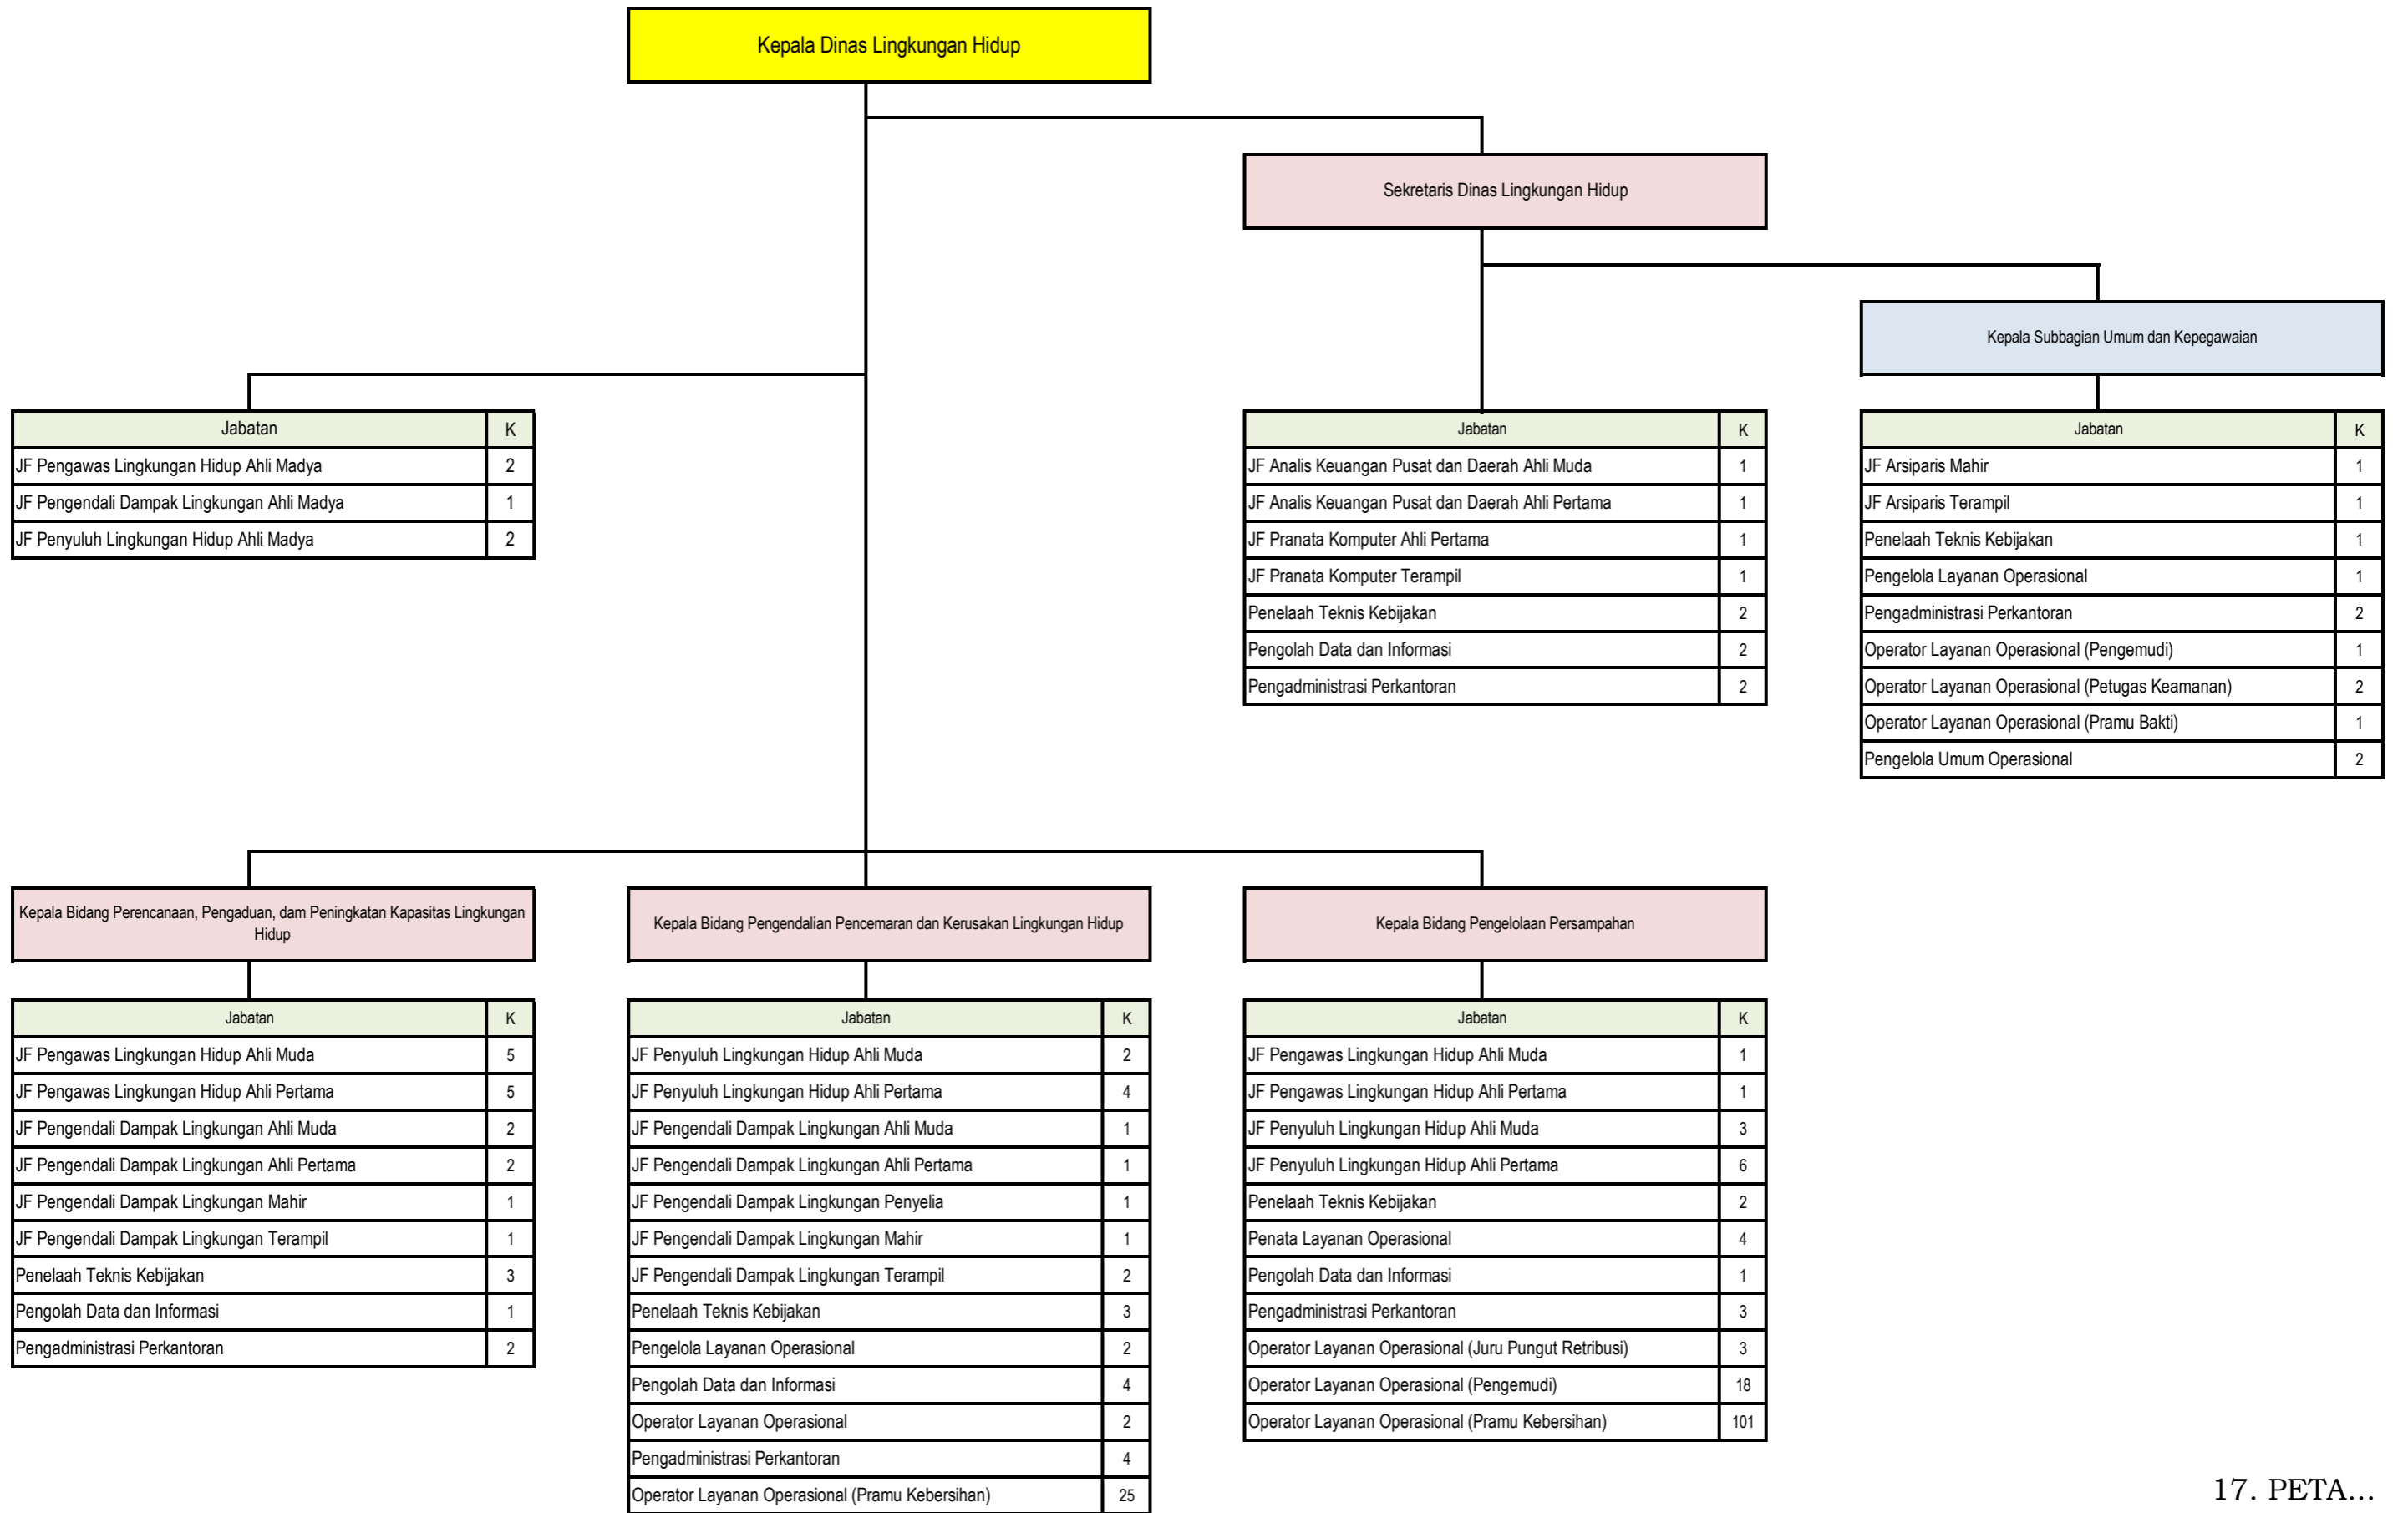 Kepala Dinas Lingkungan Hidup
Sekretaris Dinas Lingkungan Hidup
Kepala Subbagian Umum dan Kepegawaian
Jabatan K
JF Pengawas Lingkungan Hidup Ahli Madya 2
JF Pengendali Dampak Lingkungan Ahli Madya 1
JF Penyuluh Lingkungan Hidup Ahli Madya 2
Jabatan K
JF Analis Keuangan Pusat dan Daerah Ahli Muda 1
JF Analis Keuangan Pusat dan Daerah Ahli Pertama 1
JF Pranata Komputer Ahli Pertama 1
JF Pranata Komputer Terampil 1
Penelaah Teknis Kebijakan 2
Pengolah Data dan Informasi 2
Pengadministrasi Perkantoran 2
Jabatan K
JF Arsiparis Mahir 1
JF Arsiparis Terampil 1
Penelaah Teknis Kebijakan 1
Pengelola Layanan Operasional 1
Pengadministrasi Perkantoran 2
Operator Layanan Operasional (Pengemudi) 1
Operator Layanan Operasional (Petugas Keamanan) 2
Operator Layanan Operasional (Pramu Bakti) 1
Pengelola Umum Operasional 2
Kepala Bidang Perencanaan, Pengaduan, dam Peningkatan Kapasitas Lingkungan
Hidup
Jabatan K
JF Pengawas Lingkungan Hidup Ahli Muda 5
JF Pengawas Lingkungan Hidup Ahli Pertama 5
JF Pengendali Dampak Lingkungan Ahli Muda 2
JF Pengendali Dampak Lingkungan Ahli Pertama 2
JF Pengendali Dampak Lingkungan Mahir 1
JF Pengendali Dampak Lingkungan Terampil 1
Penelaah Teknis Kebijakan 3
Pengolah Data dan Informasi 1
Pengadministrasi Perkantoran 2
Kepala Bidang Pengendalian Pencemaran dan Kerusakan Lingkungan Hidup
Jabatan K
JF Penyuluh Lingkungan Hidup Ahli Muda 2
JF Penyuluh Lingkungan Hidup Ahli Pertama 4
JF Pengendali Dampak Lingkungan Ahli Muda 1
JF Pengendali Dampak Lingkungan Ahli Pertama 1
JF Pengendali Dampak Lingkungan Penyelia 1
JF Pengendali Dampak Lingkungan Mahir 1
JF Pengendali Dampak Lingkungan Terampil 2
Penelaah Teknis Kebijakan 3
Pengelola Layanan Operasional 2
Pengolah Data dan Informasi 4
Operator Layanan Operasional 2
Pengadministrasi Perkantoran 4
Operator Layanan Operasional (Pramu Kebersihan) 25
Kepala Bidang Pengelolaan Persampahan
Jabatan K
JF Pengawas Lingkungan Hidup Ahli Muda 1
JF Pengawas Lingkungan Hidup Ahli Pertama 1
JF Penyuluh Lingkungan Hidup Ahli Muda 3
JF Penyuluh Lingkungan Hidup Ahli Pertama 6
Penelaah Teknis Kebijakan 2
Penata Layanan Operasional 4
Pengolah Data dan Informasi 1
Pengadministrasi Perkantoran 3
Operator Layanan Operasional (Juru Pungut Retribusi) 3
Operator Layanan Operasional (Pengemudi) 18
Operator Layanan Operasional (Pramu Kebersihan) 101
17. PETA...